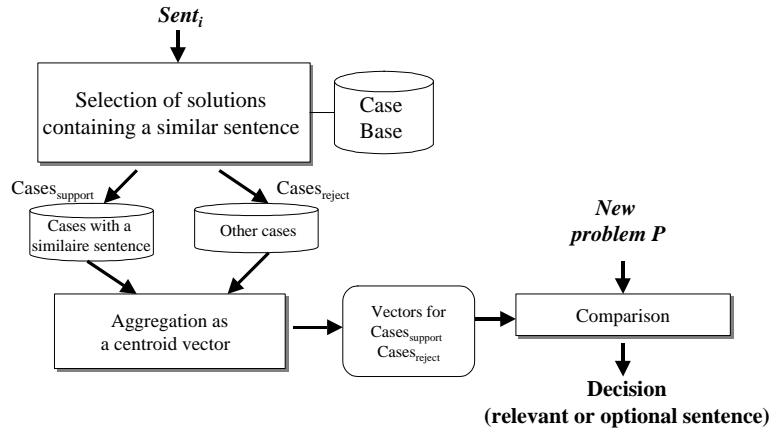 Sent_i
Selection of solutions
containing a similar sentence
Case
Base
Cases_support
Cases_reject
Cases with a
similaire sentence
Other cases
New
problem P
Aggregation as
a centroid vector
Vectors for
Cases_support
Cases_reject
Comparison
Decision
(relevant or optional sentence)